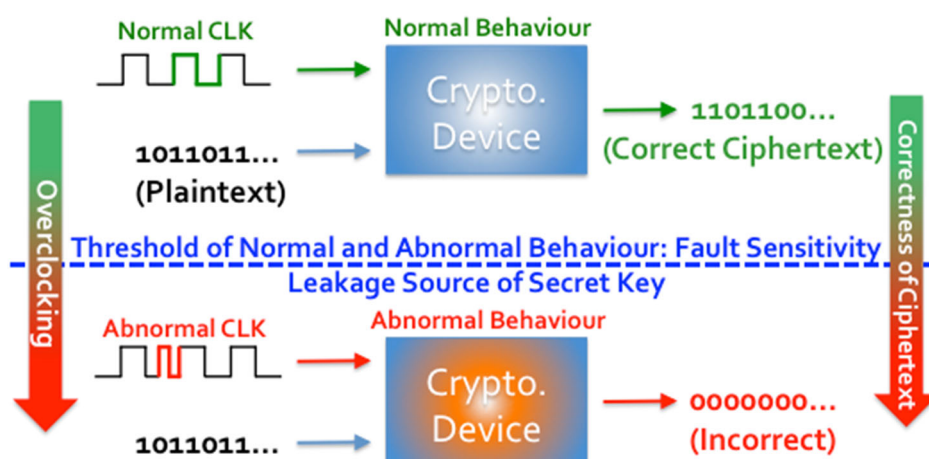 Normal CLK
Normal Behaviour
Crypto.
Device
1011011...
(Plaintext)
1101100...
(Correct Ciphertext)
Overclocking
Correctness of Ciphertext
Threshold of Normal and Abnormal Behaviour: Fault Sensitivity
Leakage Source of Secret Key
Abnormal CLK
Abnormal Behaviour
Crypto.
Device
1011011...
0000000...
(Incorrect)